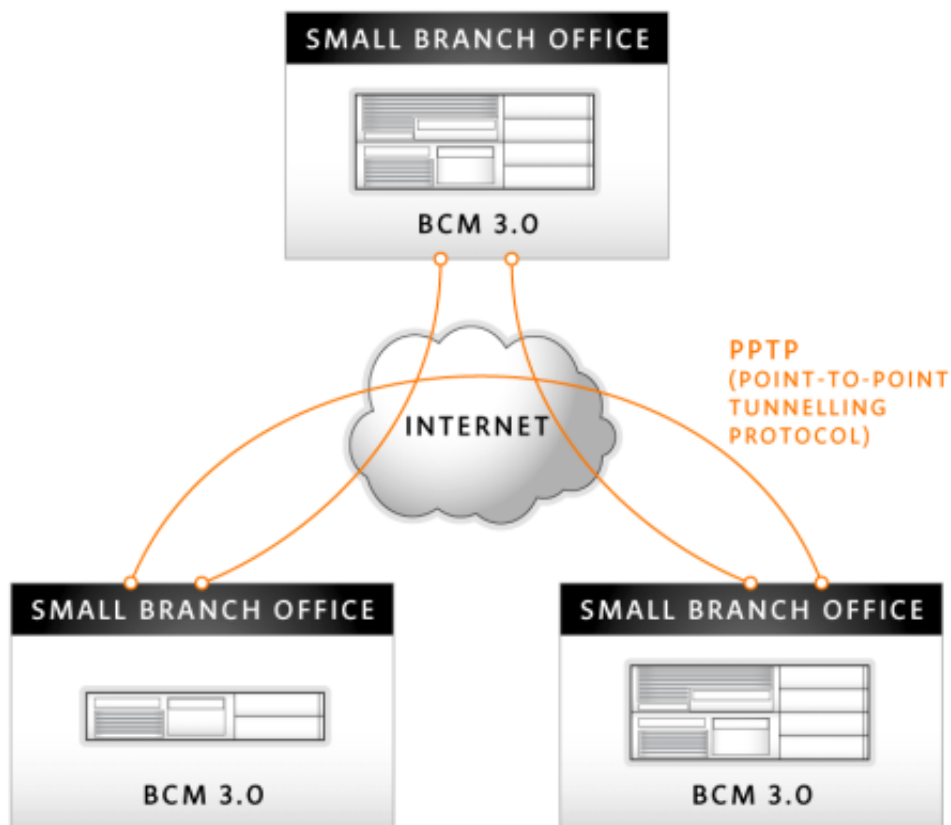 SMALL BRANCH OFFICE
BCM 3.0
INTERNET
PPTP
(POINT-TO-POINT
TUNNELLING
PROTOCOL)
SMALL BRANCH OFFICE
BCM 3.0
SMALL BRANCH OFFICE
BCM 3.0